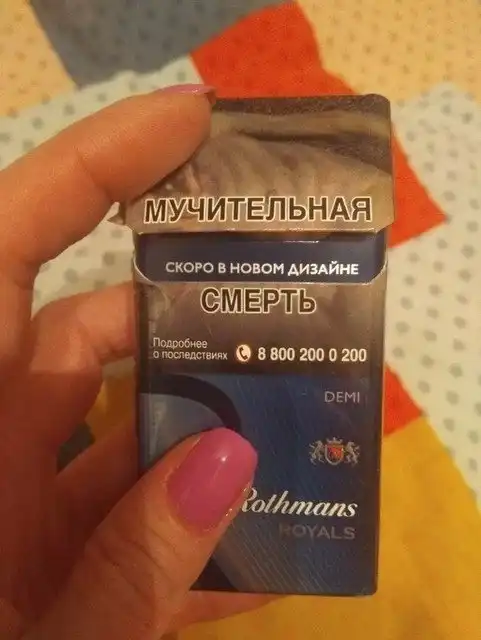 МУЧИТЕЛЬНАЯ
СКОРО В НОВОМ ДИЗАЙНЕ
СМЕРТЬ
Подробнее
о последствиях 8 800 200 0 200
DEMI
Rothmans
ROYALS